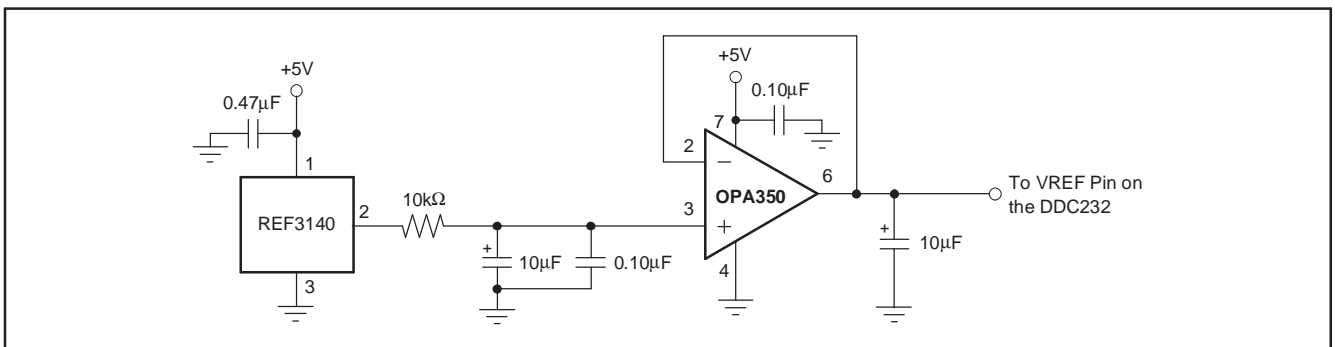 +5V
0.47µF
1
REF3140
2
3
10kΩ
+
10µF
0.10µF
+5V
0.10µF
7
2
−
OPA350
3
+
4
6
+
10µF
To VREF Pin on
the DDC232